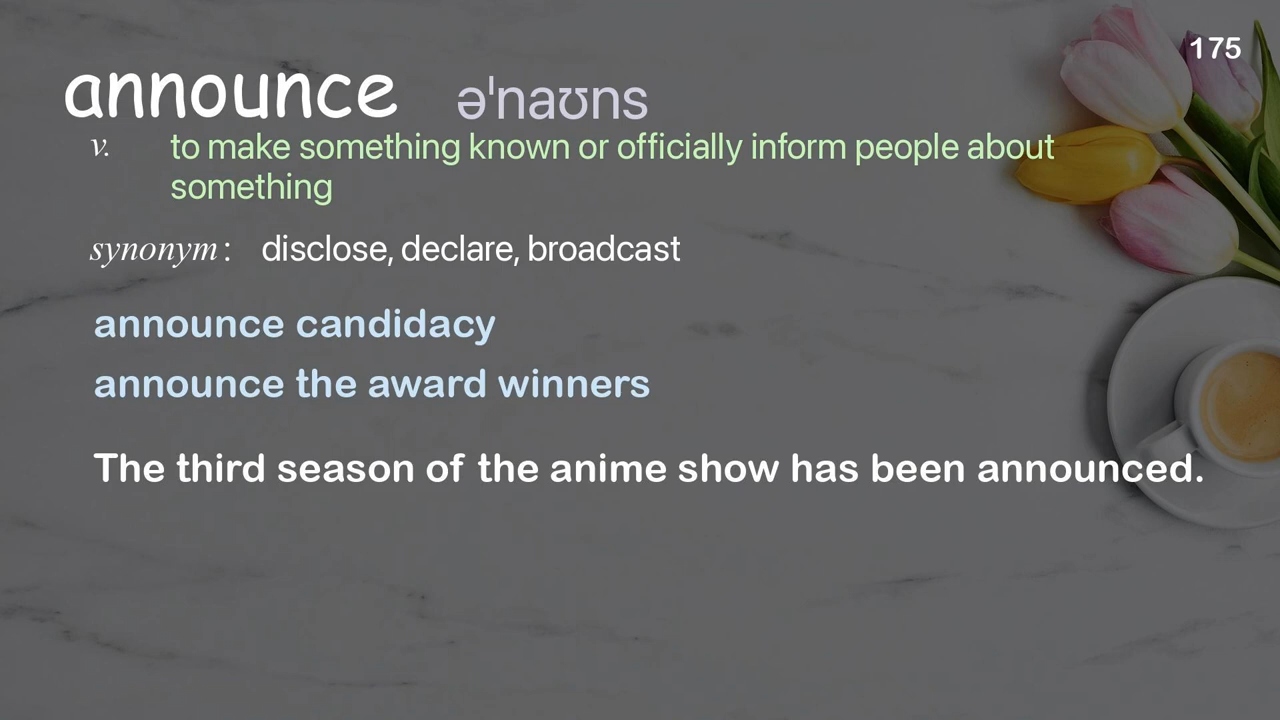 175
announce əˈnaʊns
v. to make something known or officially inform people about
something
synonym: disclose, declare, broadcast
announce candidacy
announce the award winners
The third season of the anime show has been announced.